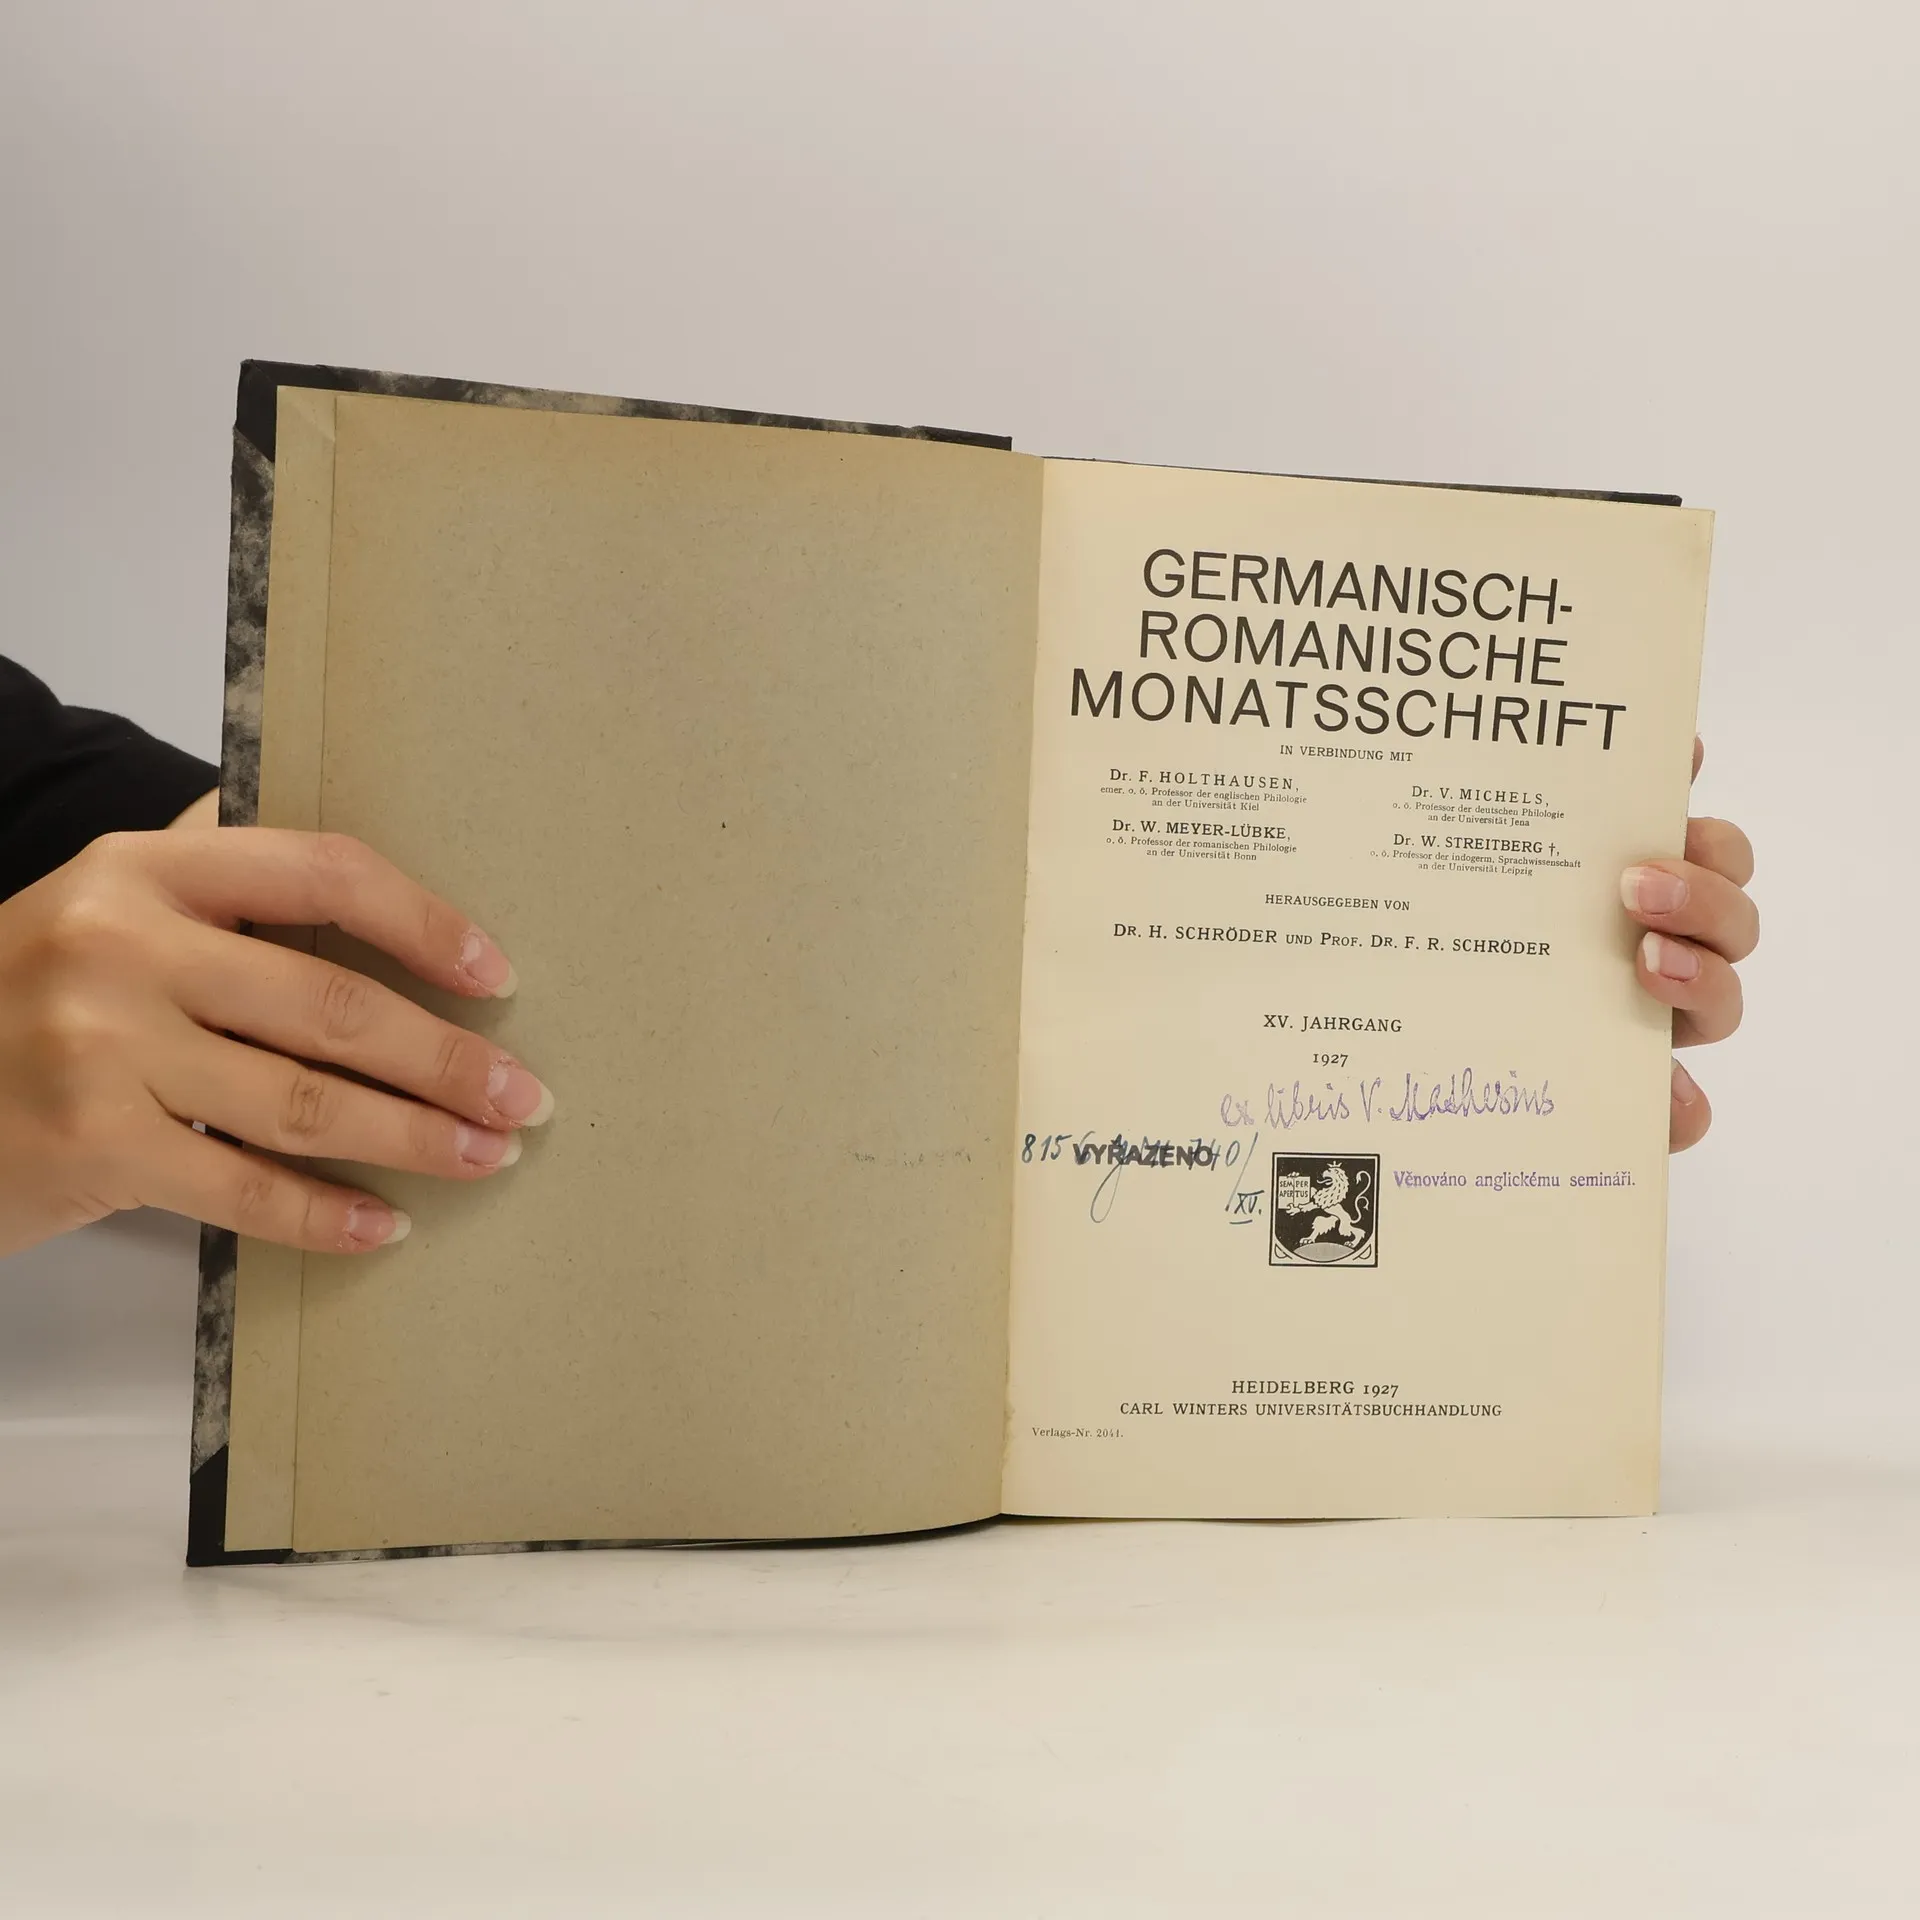 GERMANISCH-
ROMANISCHE
MONATSSCHRIFT
IN VERBINDUNG MIT
Dr. F. HOLTHAUSEN,
emer. o. ö. Professor der englischen Philologie
an der Universität Kiel
Dr. V. MICHELS,
o. ö. Professor der deutschen Philologie
an der Universität Jena
Dr. W. MEYER-LÜBKE,
o. ö. Professor der romanischen Philologie
an der Universität Bonn
Dr. W. STREITBERG †,
o. ö. Professor der indogerm. Sprachwissenschaft
an der Universität Leipzig
HERAUSGEGEBEN VON
DR. H. SCHRÖDER UND PROF. DR. F. R. SCHRÖDER
XV. JAHRGANG
1927
ex libris V. Mathesius
815
VYŘAZENO
XV.
SEMPER
APERTUS
Věnováno anglickému semináři.
HEIDELBERG 1927
CARL WINTERS UNIVERSITÄTSBUCHHANDLUNG
Verlags-Nr. 2041.